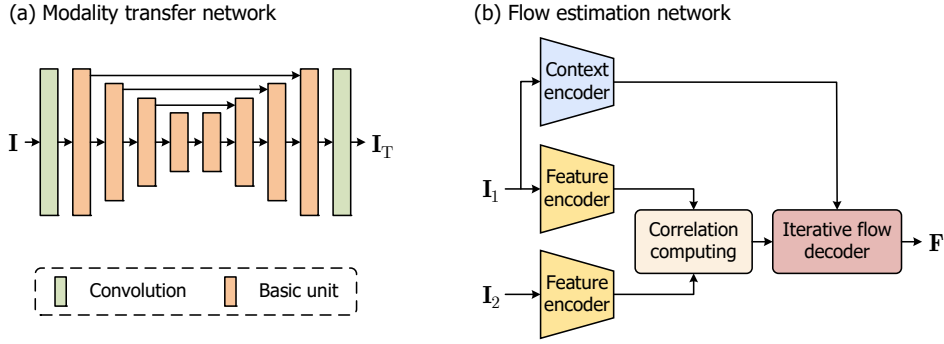 (a) Modality transfer network
I
I_T
Convolution
Basic unit
(b) Flow estimation network
Context
encoder
I_1
Feature
encoder
Correlation
computing
Iterative flow
decoder
F
I_2
Feature
encoder